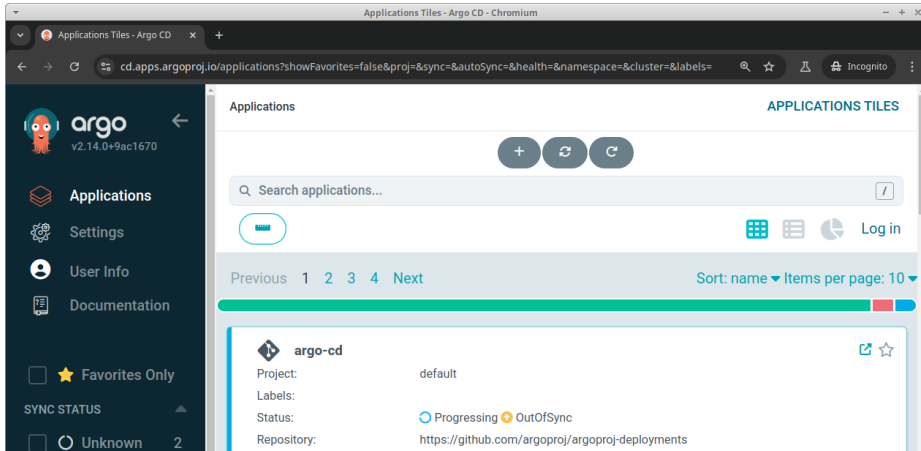 Applications Tiles - Argo CD - Chromium
Applications Tiles - Argo CD
cd.apps.argoproj.io/applications?showFavorites=false&proj=&sync=&autoSync=&health=&namespace=&cluster=&labels=
Incognito
argo
v2.14.0+9ac1670
Applications
Settings
User Info
Documentation
Favorites Only
SYNC STATUS
Unknown 2
Applications
APPLICATIONS TILES
Search applications... /
Log in
Previous 1 2 3 4 Next
Sort: name Items per page: 10
argo-cd
Project: default
Labels:
Status: Progressing OutOfSync
Repository: https://github.com/argoproj/argoproj-deployments